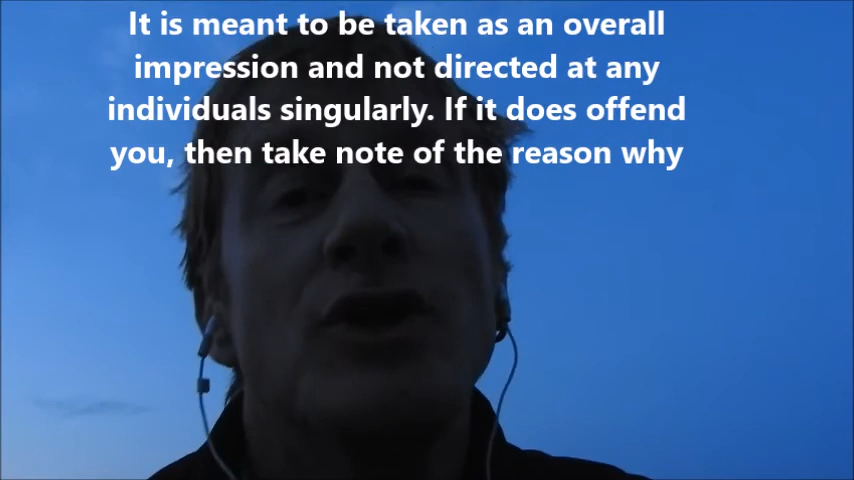 It is meant to be taken as an overall
impression and not directed at any
individuals singularly. If it does offend
you, then take note of the reason why